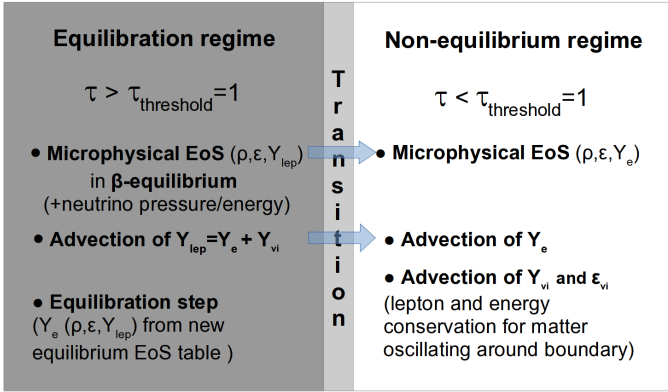 Equilibration regime
τ > τthreshold=1
● Microphysical EoS (ρ,ε,Ylep)
in β-equilibrium
(+neutrino pressure/energy)
● Advection of Ylep=Ye + Yνi
● Equilibration step
(Ye (ρ,ε,Ylep) from new
equilibrium EoS table )
Transition
Non-equilibrium regime
τ < τthreshold=1
● Microphysical EoS (ρ,ε,Ye)
● Advection of Ye
● Advection of Yνi and ενi
(lepton and energy
conservation for matter
oscillating around boundary)